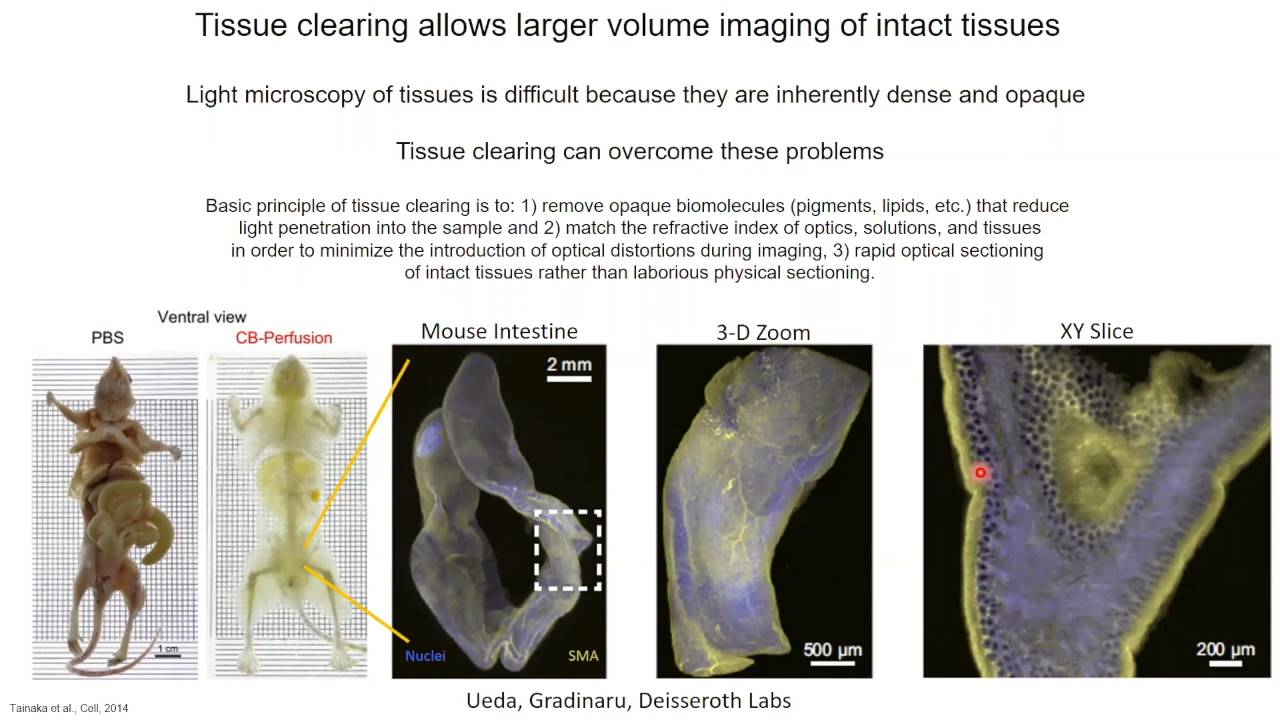 Tissue clearing allows larger volume imaging of intact tissues
Light microscopy of tissues is difficult because they are inherently dense and opaque
Tissue clearing can overcome these problems
Basic principle of tissue clearing is to: 1) remove opaque biomolecules (pigments, lipids, etc.) that reduce
light penetration into the sample and 2) match the refractive index of optics, solutions, and tissues
in order to minimize the introduction of optical distortions during imaging, 3) rapid optical sectioning
of intact tissues rather than laborious physical sectioning.
Ventral view
PBS
CB-Perfusion
1 cm
Mouse Intestine
2 mm
Nuclei
SMA
3-D Zoom
500 µm
XY Slice
200 µm
Ueda, Gradinaru, Deisseroth Labs
Tainaka et al., Cell, 2014